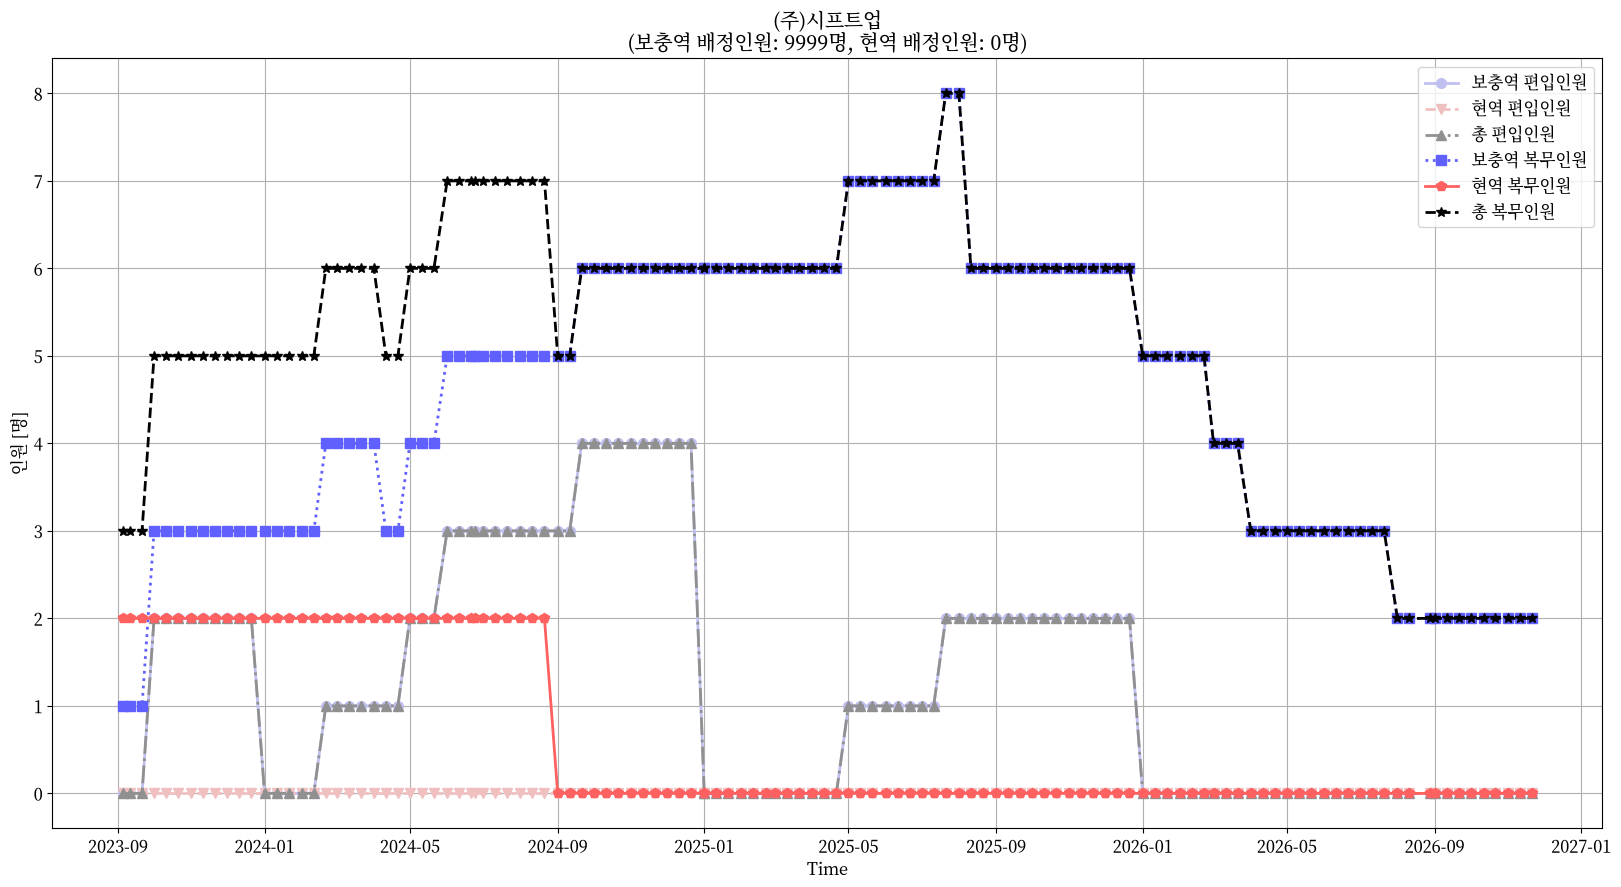 (주)시프트업
(보충역 배정인원: 9999명, 현역 배정인원: 0명)
보충역 편입인원
현역 편입인원
총 편입인원
보충역 복무인원
현역 복무인원
총 복무인원
인원 [명]
8
7
6
5
4
3
2
1
0
2023-09 2024-01 2024-05 2024-09 2025-01 2025-05 2025-09 2026-01 2026-05 2026-09 2027-01
Time